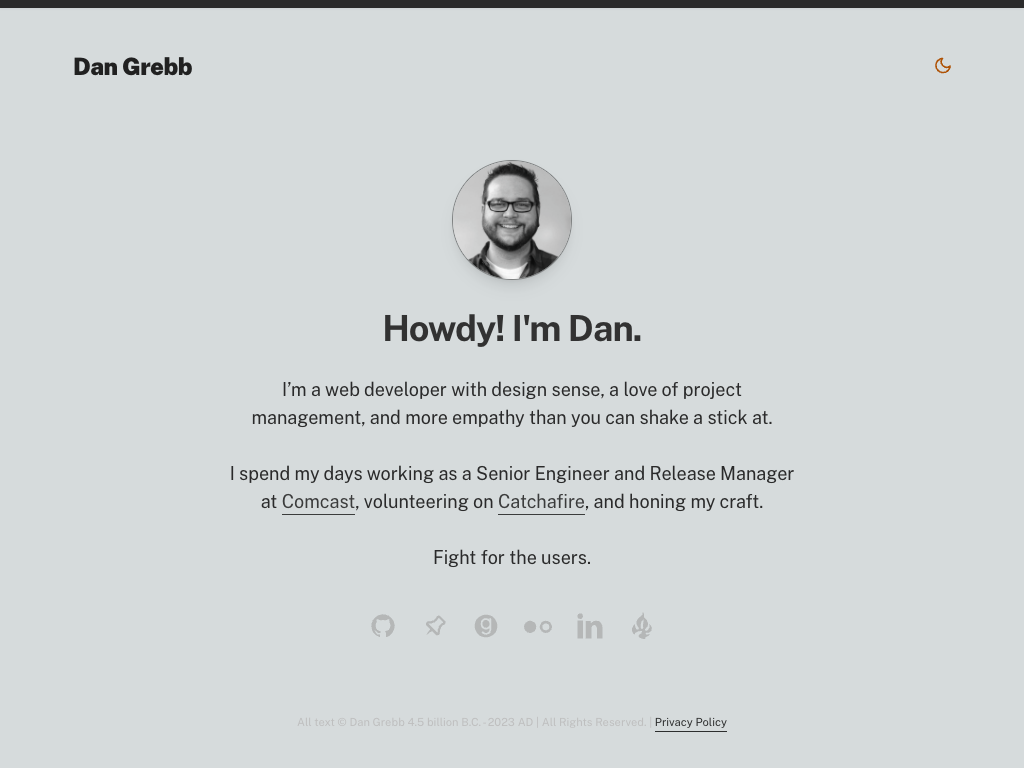 Dan Grebb
Howdy! I'm Dan.
I’m a web developer with design sense, a love of project
management, and more empathy than you can shake a stick at.
I spend my days working as a Senior Engineer and Release Manager
at Comcast, volunteering on Catchafire, and honing my craft.
Fight for the users.
All text © Dan Grebb 4.5 billion B.C. - 2023 AD | All Rights Reserved. | Privacy Policy